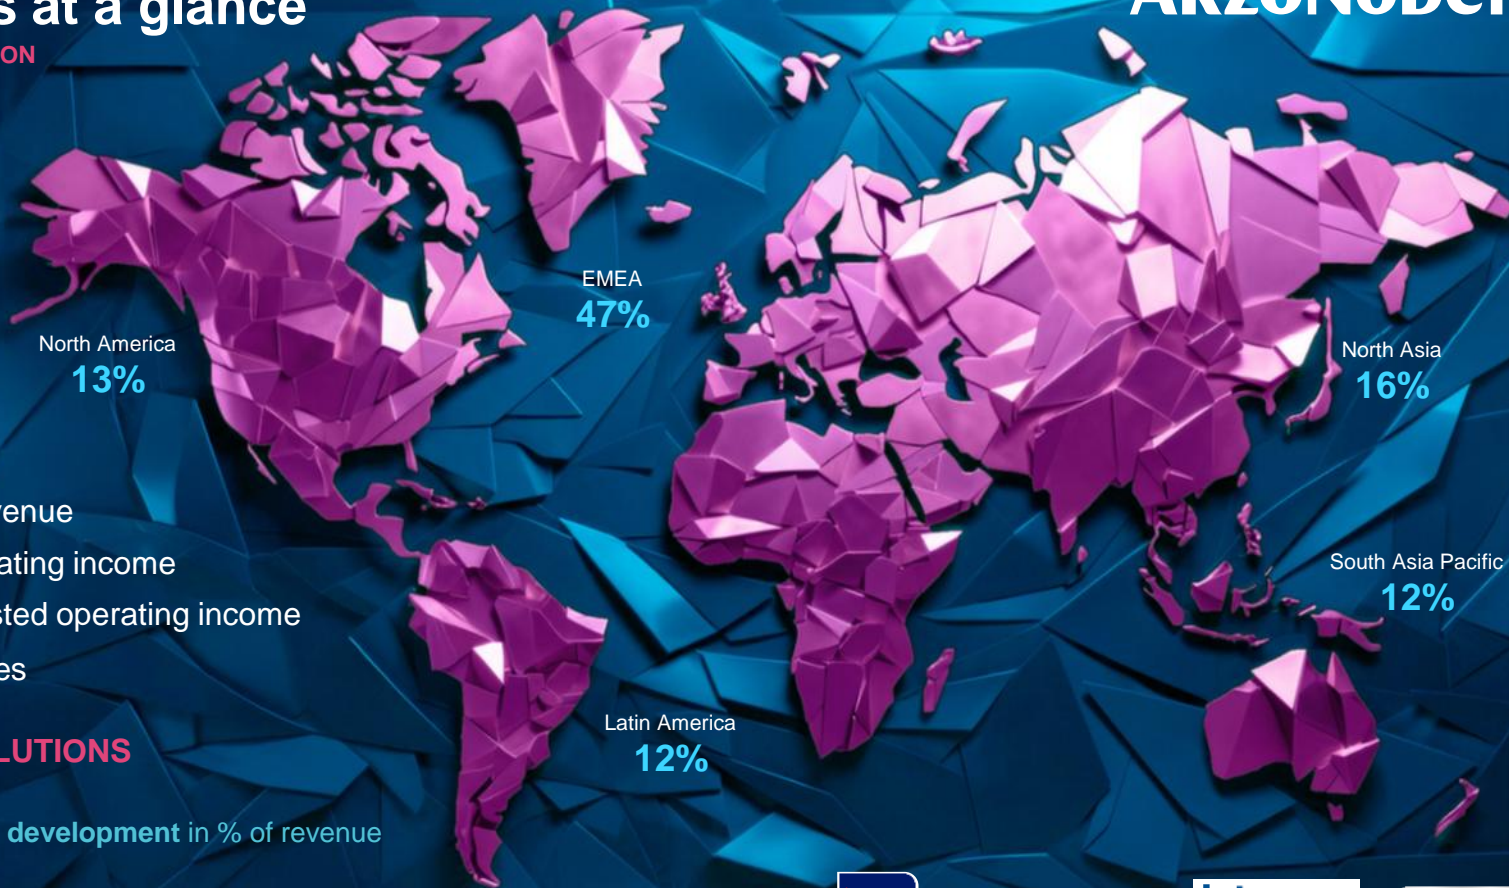 s at a glance
AkzoNobel
ON
EMEA
47%
North America
13%
North Asia
16%
venue
ating income
South Asia Pacific
12%
sted operating income
es
Latin America
12%
LUTIONS
development in % of revenue